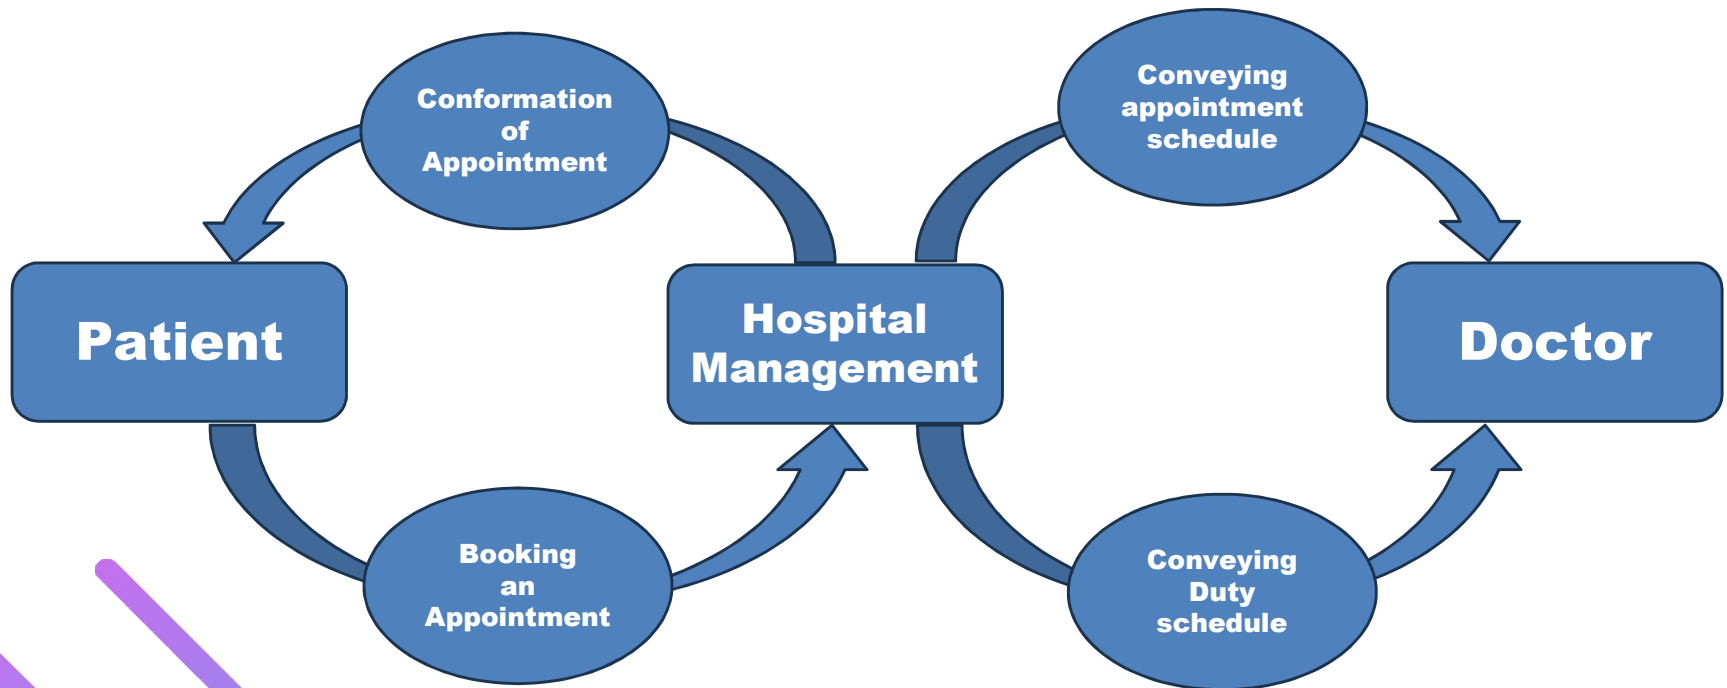 Conformation
of
Appointment
Conveying
appointment
schedule
Patient
Hospital
Management
Doctor
Booking
an
Appointment
Conveying
Duty
schedule